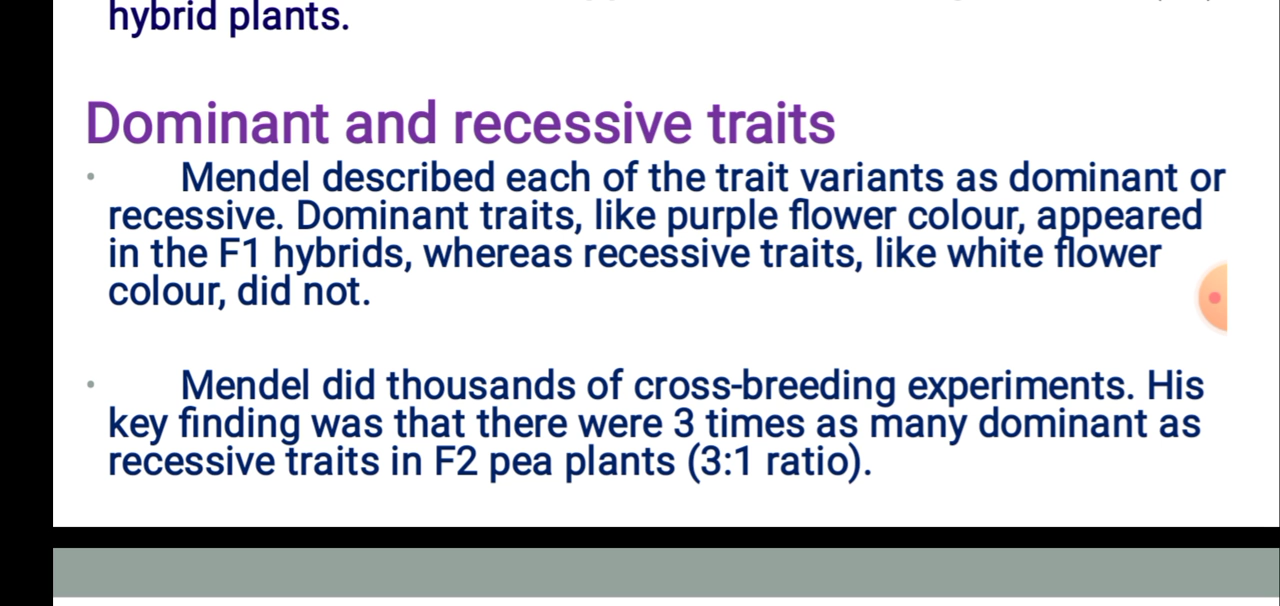 hybrid plants.
Dominant and recessive traits
• Mendel described each of the trait variants as dominant or
recessive. Dominant traits, like purple flower colour, appeared
in the F1 hybrids, whereas recessive traits, like white flower
colour, did not.
• Mendel did thousands of cross-breeding experiments. His
key finding was that there were 3 times as many dominant as
recessive traits in F2 pea plants (3:1 ratio).